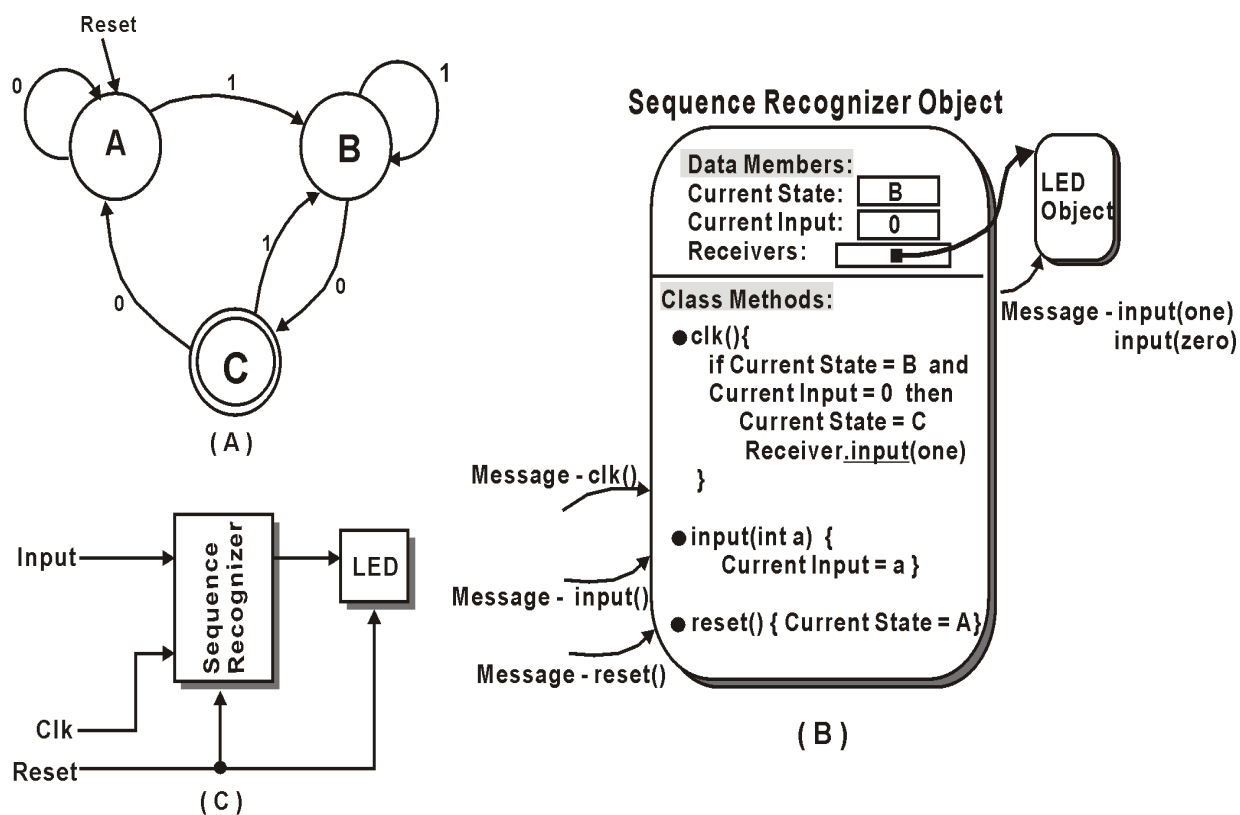 Reset
0
1
1
A
B
1
0
0
C
( A )
Sequence Recognizer Object
Data Members:
Current State: B
Current Input: 0
Receivers:
LED
Object
Class Methods:
Message - input(one)
input(zero)
● clk(){
if Current State = B and
Current Input = 0 then
Current State = C
Receiver.input(one)
}
Message - clk()
● input(int a) {
Current Input = a }
Message - input()
● reset() { Current State = A}
Message - reset()
( B )
Input
Sequence
Recognizer
LED
Clk
Reset
( C )